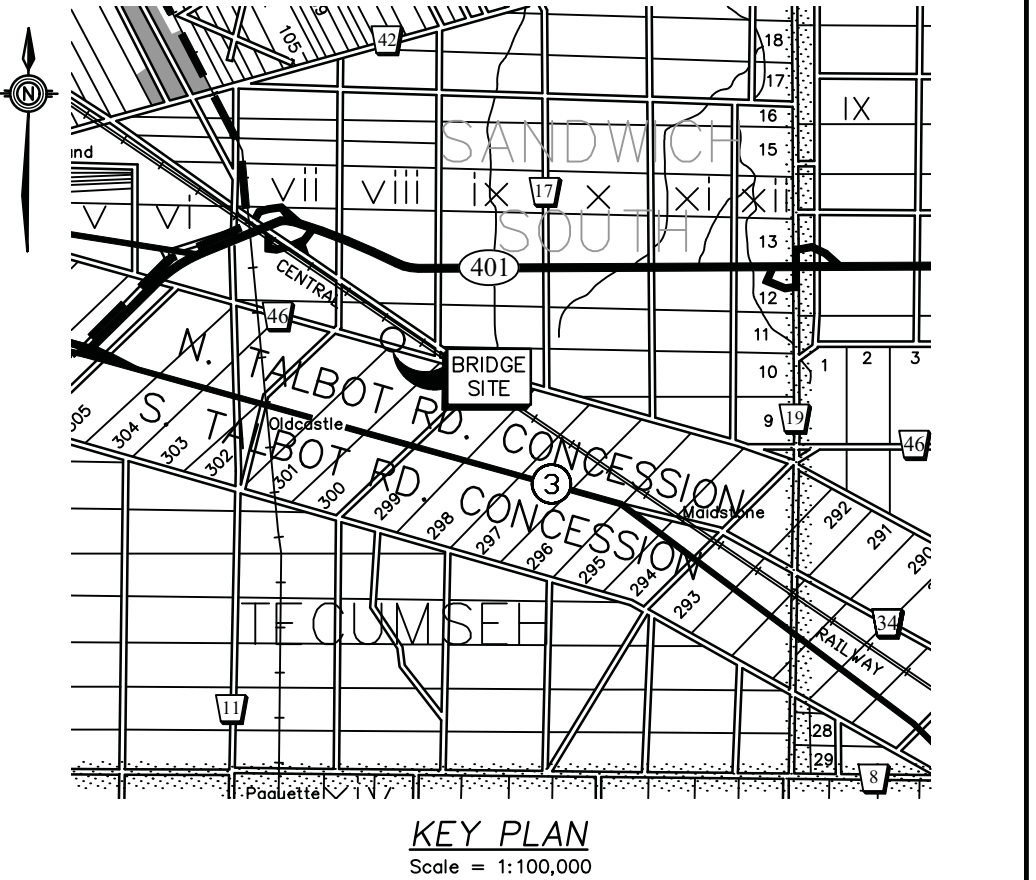 18
42
105
9
17
16
IX
SANDWICH
15
und
vii
viii
ix
17
x
xi
xii
v
vi
SOUTH
13
401
CENTRAL
12
46
11
N. TALBOT RD. CONCESSION
BRIDGE
SITE
1
2
3
10
S. TALBOT RD. CONCESSION
305
304
303
302
301
300
299
298
297
296
295
294
293
292
291
290
Oldcastle
9
19
46
3
Maidstone
TECUMSEH
34
RAILWAY
11
28
29
8
Paquette
KEY PLAN
Scale = 1:100,000
N